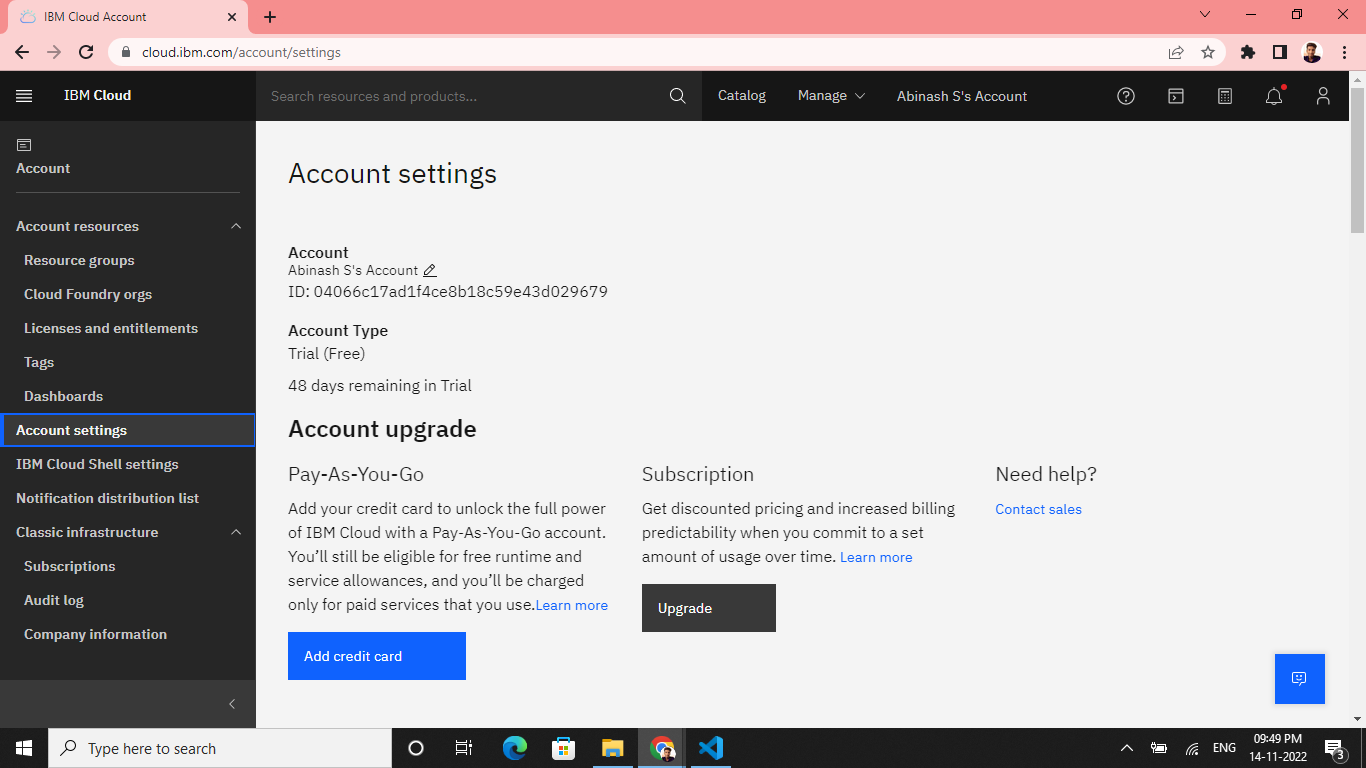 IBM Cloud Account
cloud.ibm.com/account/settings
IBM Cloud
Search resources and products...
Catalog
Manage
Abinash S's Account
Account
Account resources
Resource groups
Cloud Foundry orgs
Licenses and entitlements
Tags
Dashboards
Account settings
IBM Cloud Shell settings
Notification distribution list
Classic infrastructure
Subscriptions
Audit log
Company information
Account settings
Account
Abinash S's Account
ID: 04066c17ad1f4ce8b18c59e43d029679
Account Type
Trial (Free)
48 days remaining in Trial
Account upgrade
Pay-As-You-Go
Add your credit card to unlock the full power
of IBM Cloud with a Pay-As-You-Go account.
You’ll still be eligible for free runtime and
service allowances, and you’ll be charged
only for paid services that you use.Learn more
Add credit card
Subscription
Get discounted pricing and increased billing
predictability when you commit to a set
amount of usage over time. Learn more
Upgrade
Need help?
Contact sales
Type here to search
ENG
09:49 PM
14-11-2022
3